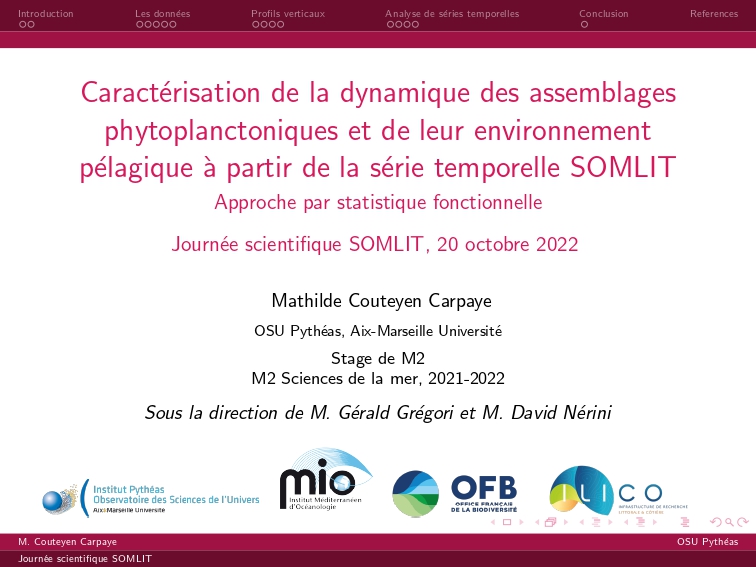 Introduction
Les données
Profils verticaux
Analyse de séries temporelles
Conclusion
References
Caractérisation de la dynamique des assemblages
phytoplanctoniques et de leur environnement
pélagique à partir de la série temporelle SOMLIT
Approche par statistique fonctionnelle
Journée scientifique SOMLIT, 20 octobre 2022
Mathilde Couteyen Carpaye
OSU Pythéas, Aix-Marseille Université
Stage de M2
M2 Sciences de la mer, 2021-2022
Sous la direction de M. Gérald Grégori et M. David Nérini
Institut Pythéas
Observatoire des Sciences de l'Univers
Aix-Marseille Université
mio
Institut Méditerranéen
d'Océanologie
OFB
OFFICE FRANÇAIS
DE LA BIODIVERSITÉ
ILICO
INFRASTRUCTURE DE RECHERCHE
LITTORALE & CÔTIÈRE
M. Couteyen Carpaye
OSU Pythéas
Journée scientifique SOMLIT